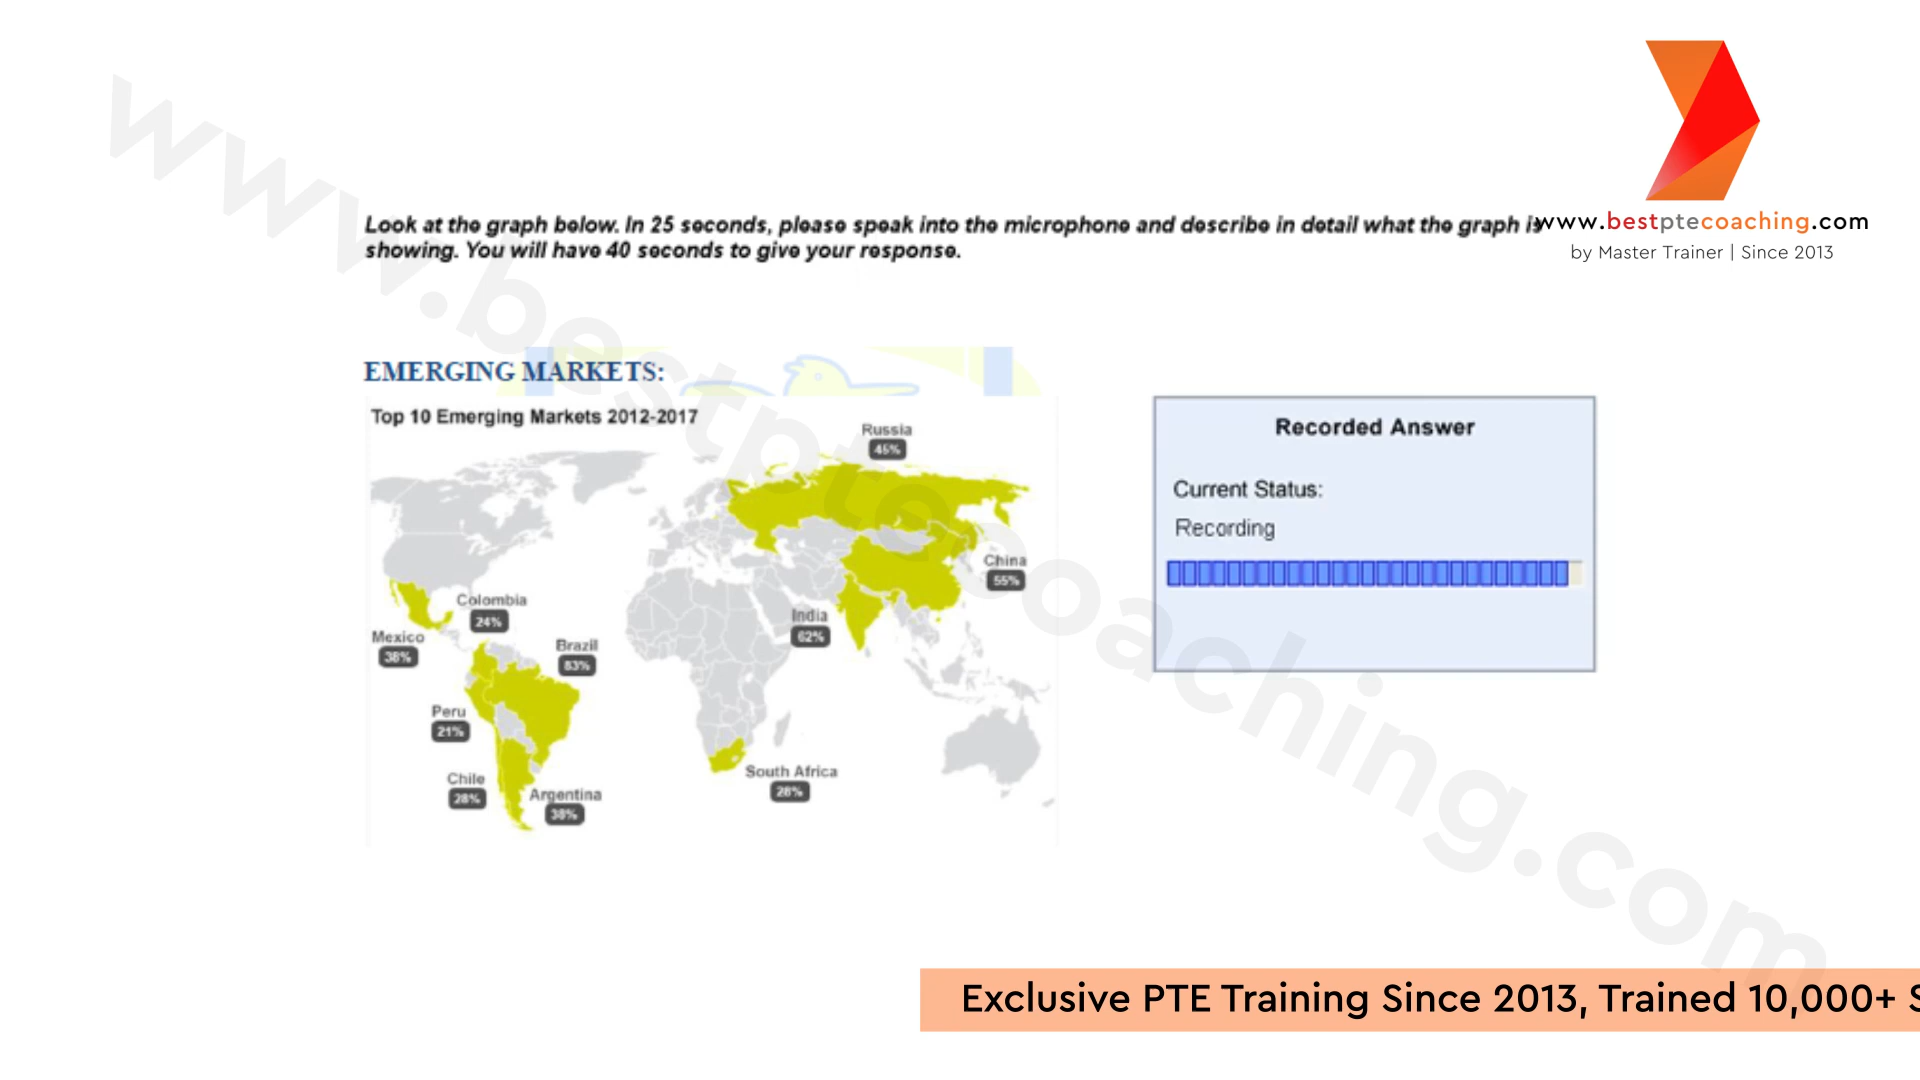 www.bestptecoaching.com
by Master Trainer | Since 2013
Look at the graph below. In 25 seconds, please speak into the microphone and describe in detail what the graph is
showing. You will have 40 seconds to give your response.
EMERGING MARKETS:
Top 10 Emerging Markets 2012-2017
Russia
45%
China
55%
India
62%
Colombia
24%
Mexico
38%
Brazil
83%
Peru
21%
Chile
28%
Argentina
38%
South Africa
28%
Recorded Answer
Current Status:
Recording
www.bestptecoaching.com
Exclusive PTE Training Since 2013, Trained 10,000+ S